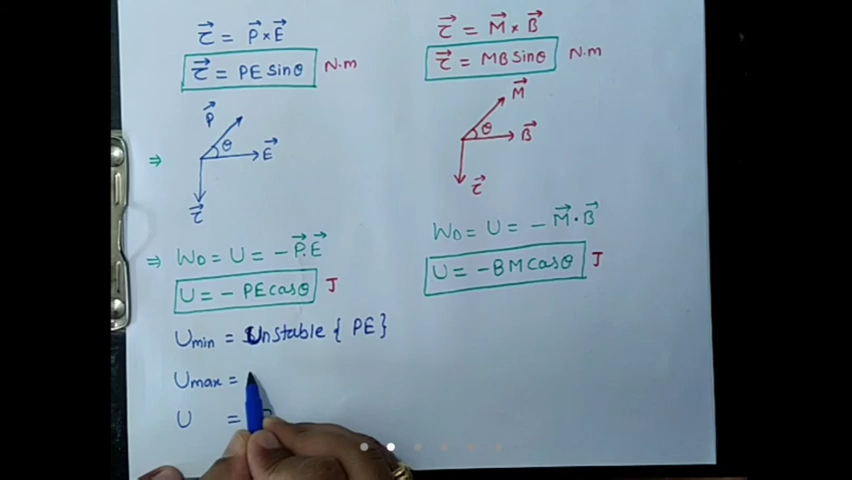 τ⃗ = P⃗ × E⃗
τ⃗ = PE sinθ N.m
P⃗
θ
E⃗
τ⃗
⇒
⇒ W₀ = U = - P⃗.E⃗
U = - PE cosθ J
Umin = Unstable { PE }
Umax =
U =
τ⃗ = M⃗ × B⃗
τ⃗ = MB sinθ N.m
M⃗
θ
B⃗
τ⃗
W₀ = U = - M⃗ · B⃗
U = - BM cosθ J